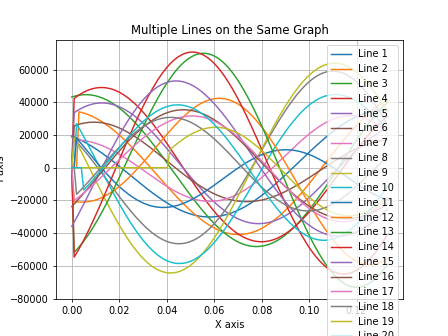 Multiple Lines on the Same Graph
60000
40000
20000
0
−20000
−40000
−60000
−80000
0.00
0.02
0.04
0.06
0.08
0.10
X axis
Line 1
Line 2
Line 3
Line 4
Line 5
Line 6
Line 7
Line 8
Line 9
Line 10
Line 11
Line 12
Line 13
Line 14
Line 15
Line 16
Line 17
Line 18
Line 19
Line 20